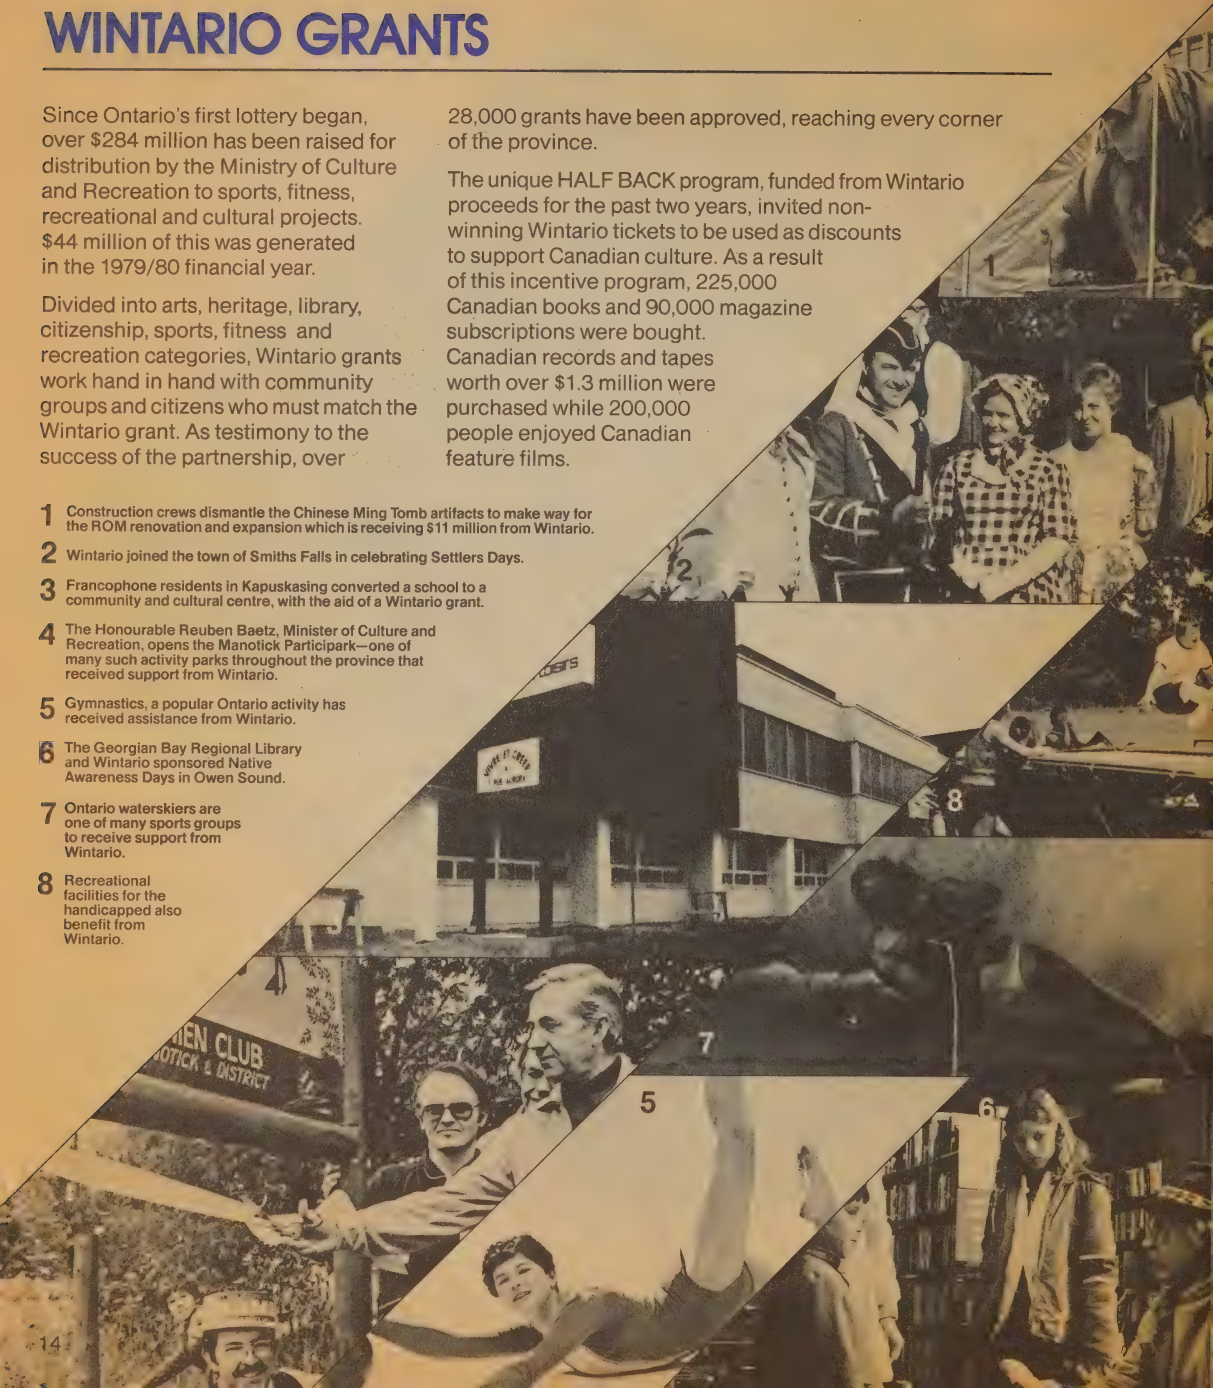 WINTARIO GRANTS
Since Ontario's first lottery began,
over $284 million has been raised for
distribution by the Ministry of Culture
and Recreation to sports, fitness,
recreational and cultural projects.
$44 million of this was generated
in the 1979/80 financial year.
Divided into arts, heritage, library,
citizenship, sports, fitness and
recreation categories, Wintario grants
work hand in hand with community
groups and citizens who must match the
Wintario grant. As testimony to the
success of the partnership, over
28,000 grants have been approved, reaching every corner
of the province.
The unique HALF BACK program, funded from Wintario
proceeds for the past two years, invited non-
winning Wintario tickets to be used as discounts
to support Canadian culture. As a result
of this incentive program, 225,000
Canadian books and 90,000 magazine
subscriptions were bought.
Canadian records and tapes
worth over $1.3 million were
purchased while 200,000
people enjoyed Canadian
feature films.
1 Construction crews dismantle the Chinese Ming Tomb artifacts to make way for
the ROM renovation and expansion which is receiving $11 million from Wintario.
2 Wintario joined the town of Smiths Falls in celebrating Settlers Days.
3 Francophone residents in Kapuskasing converted a school to a
community and cultural centre, with the aid of a Wintario grant.
4 The Honourable Reuben Baetz, Minister of Culture and
Recreation, opens the Manotick Participark—one of
many such activity parks throughout the province that
received support from Wintario.
5 Gymnastics, a popular Ontario activity has
received assistance from Wintario.
6 The Georgian Bay Regional Library
and Wintario sponsored Native
Awareness Days in Owen Sound.
7 Ontario waterskiers are
one of many sports groups
to receive support from
Wintario.
8 Recreational
facilities for the
handicapped also
benefit from
Wintario.
1
2
3
8
4
IEN CLUB
NOTICK & DISTRICT
7
5
6
14